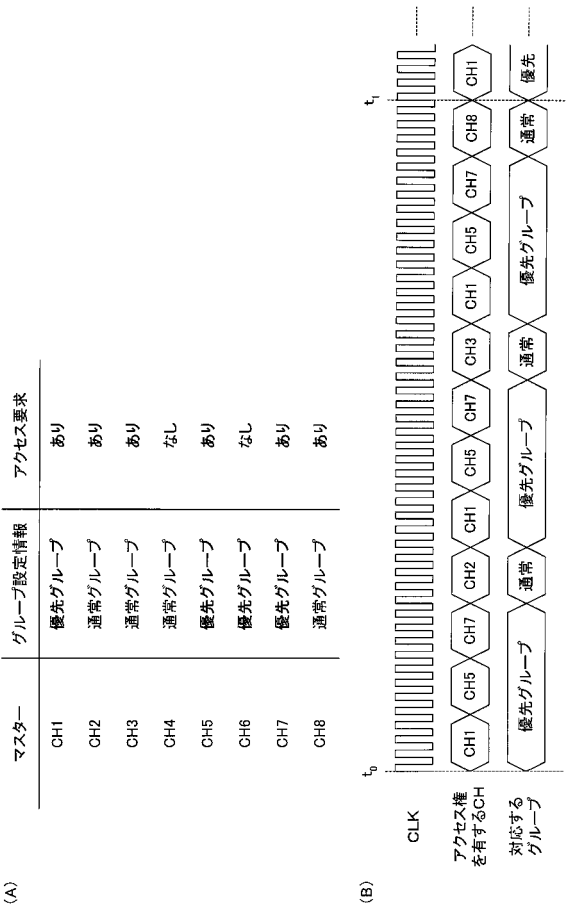 (A)
マスター グループ設定情報 アクセス要求
CH1 優先グループ あり
CH2 通常グループ あり
CH3 通常グループ あり
CH4 通常グループ なし
CH5 優先グループ あり
CH6 優先グループ なし
CH7 優先グループ あり
CH8 通常グループ あり
(B)
t0 t1
CLK
アクセス権
を有するCH
CH1 CH5 CH7 CH2 CH1 CH5 CH7 CH3 CH1 CH5 CH7 CH8 CH1
対応する
グループ
優先グループ 通常 優先グループ 通常 優先グループ 通常 優先